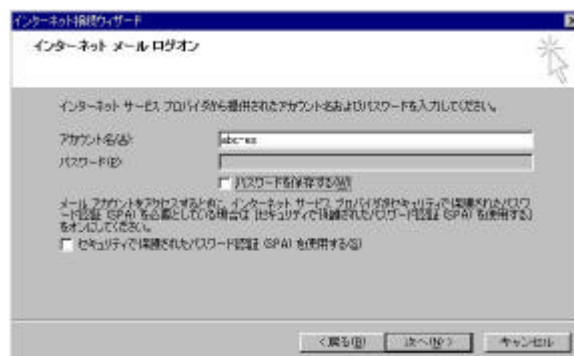 インターネット接続ウィザード
インターネット メール ログオン
インターネット サービス プロバイダから提供されたアカウント名およびパスワードを入力してください。
アカウント名(A): abc-es
パスワード(P):
パスワードを保存する(W)
メール アカウントをアクセスするときに、インターネット サービス プロバイダがセキュリティで保護されたパスワ
ード認証 (SPA) を必要としている場合は [セキュリティで保護されたパスワード認証 (SPA) を使用する]
をオンにしてください。
セキュリティで保護されたパスワード認証 (SPA) を使用する(S)
< 戻る(B) 次へ(N) > キャンセル